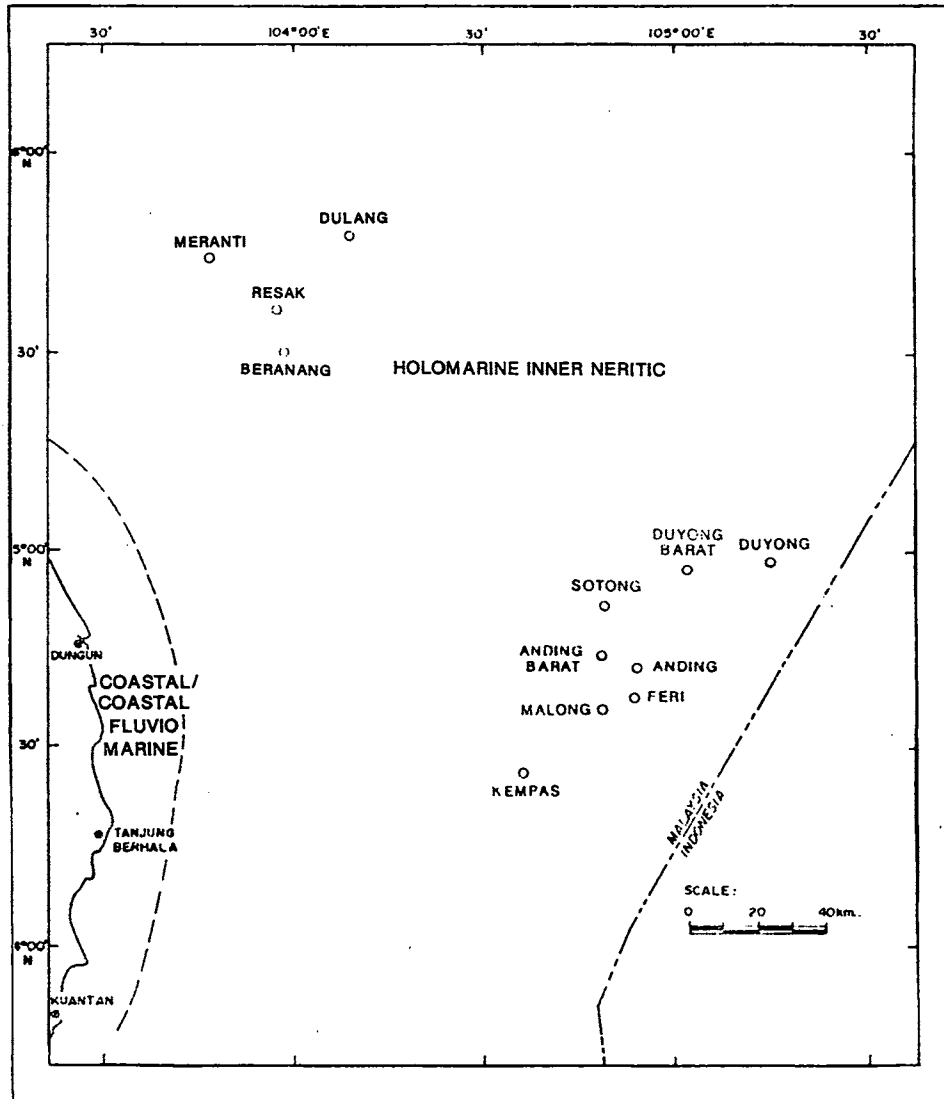 30'
104°00'E
30'
105°00'E
30'
6°00'
N
DULANG
MERANTI
RESAK
30'
BERANANG
HOLOMARINE INNER NERITIC
5°00'
N
DUYONG
BARAT
DUYONG
SOTONG
DUNGUN
ANDING
BARAT
ANDING
COASTAL/
COASTAL
FLUVIO
MARINE
FERI
MALONG
30'
KEMPAS
TANJUNG
BERHALA
MALAYSIA
INDONESIA
SCALE:
0 20 40km.
4°00'
N
KUANTAN